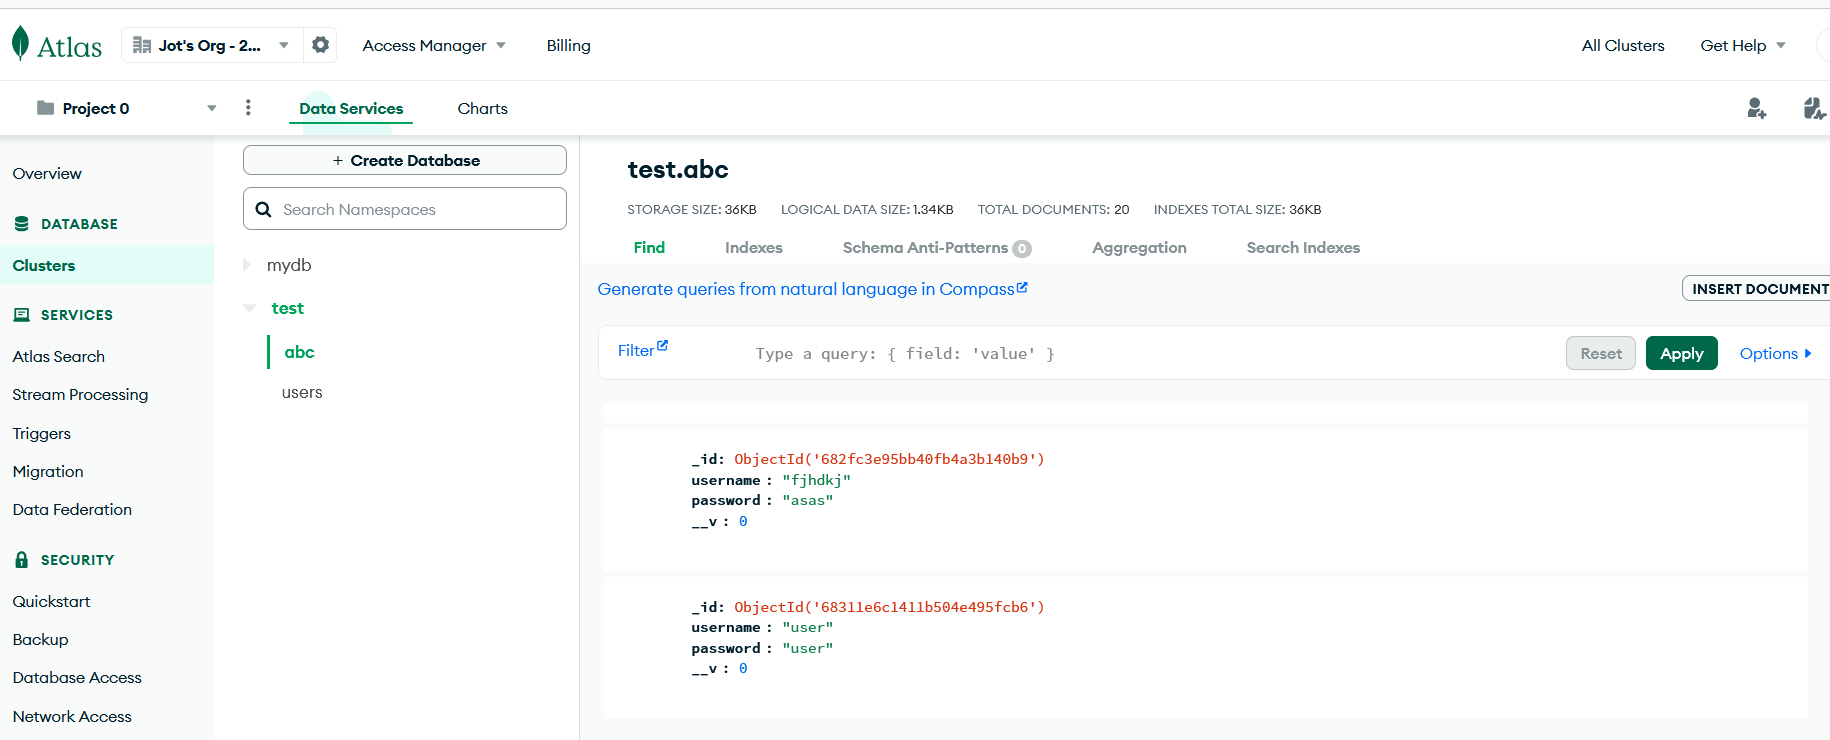 Atlas
Jot's Org - 2...
Access Manager
Billing
All Clusters
Get Help
Project 0
Data Services
Charts
Overview
DATABASE
Clusters
SERVICES
Atlas Search
Stream Processing
Triggers
Migration
Data Federation
SECURITY
Quickstart
Backup
Database Access
Network Access
+ Create Database
Search Namespaces
mydb
test
abc
users
test.abc
STORAGE SIZE: 36KB LOGICAL DATA SIZE: 1.34KB TOTAL DOCUMENTS: 20 INDEXES TOTAL SIZE: 36KB
Find Indexes Schema Anti-Patterns 0 Aggregation Search Indexes
Generate queries from natural language in Compass
INSERT DOCUMENT
Filter
Type a query: { field: 'value' }
Reset
Apply
Options
_id: ObjectId('682fc3e95bb40fb4a3b140b9')
username : "fjhdkj"
password : "asas"
__v : 0
_id: ObjectId('68311e6c1411b504e495fcb6')
username : "user"
password : "user"
__v : 0